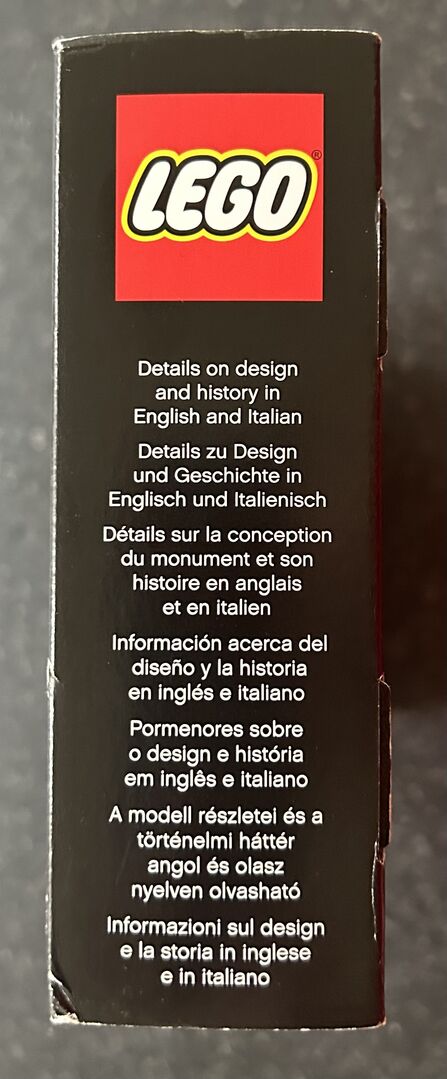 LEGO®
Details on design
and history in
English and Italian
Details zu Design
und Geschichte in
Englisch und Italienisch
Détails sur la conception
du monument et son
histoire en anglais
et en italien
Información acerca del
diseño y la historia
en inglés e italiano
Pormenores sobre
o design e história
em inglês e italiano
A modell részletei és a
történelmi háttér
angol és olasz
nyelven olvasható
Informazioni sul design
e la storia in inglese
e in italiano